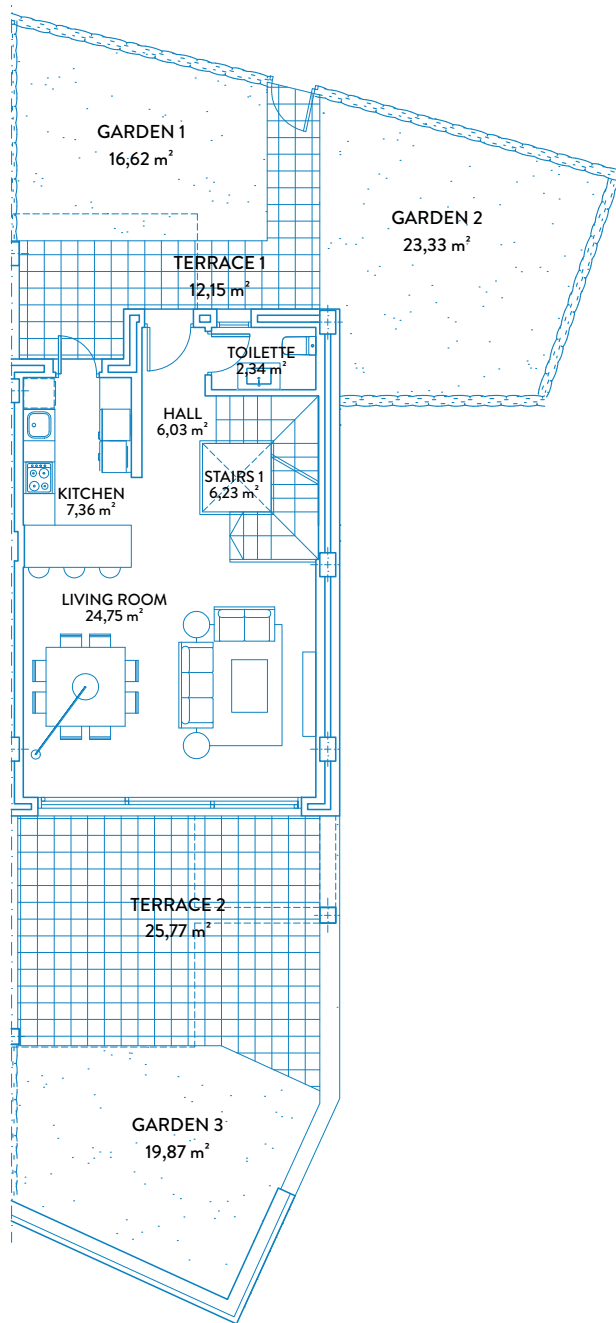 GARDEN 1
16,62 m²
GARDEN 2
23,33 m²
TERRACE 1
12,15 m²
TOILETTE
2,34 m²
HALL
6,03 m²
STAIRS 1
6,23 m²
KITCHEN
7,36 m²
LIVING ROOM
24,75 m²
TERRACE 2
25,77 m²
GARDEN 3
19,87 m²